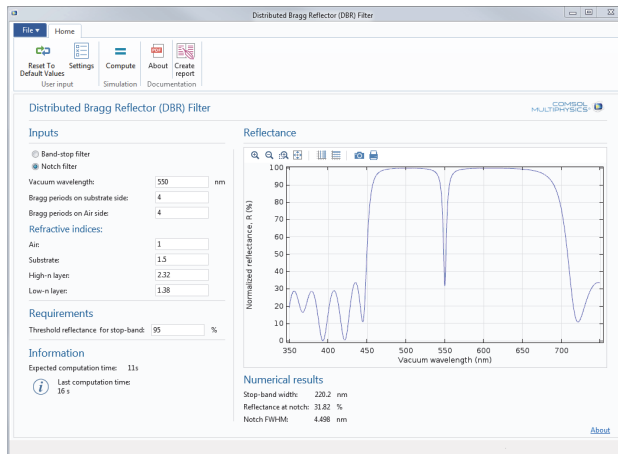 Distributed Bragg Reflector (DBR) Filter
File Home
Reset To Default Values Settings Compute About Create report
User input Simulation Documentation
Distributed Bragg Reflector (DBR) Filter
COMSOL MULTIPHYSICS
Inputs
Band-stop filter
Notch filter
Vacuum wavelength: 550 nm
Bragg periods on substrate side: 4
Bragg periods on Air side: 4
Refractive indices:
Air: 1
Substrate: 1.5
High-n layer: 2.32
Low-n layer: 1.38
Requirements
Threshold reflectance for stop-band: 95 %
Information
Expected computation time: 11s
Last computation time:
16 s
Reflectance
Normalized reflectance, R (%)
100
90
80
70
60
50
40
30
20
10
0
350 400 450 500 550 600 650 700
Vacuum wavelength (nm)
Numerical results
Stop-band width: 220.2 nm
Reflectance at notch: 31.82 %
Notch FWHM: 4.498 nm
About